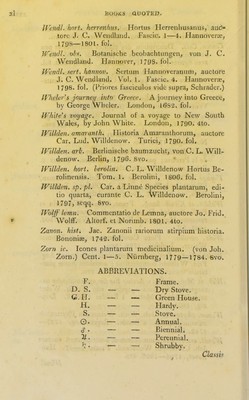 xl BOOKS QUOTED.
Wendl. hort. herrenhus. Hortus Herrenhusanus, auc-
tore J. C. Wendland. Fascic. 1—4. Hannoveræ,
1798—1801. fol.
Wendl. obs. Botanische beobachtongen, von J. C.
Wendland. Hannover, 1798. fol.
Wendl. sert. hannov. Sertum Hannoveranum, auctore
J. C. Wendland. Vol. 1. Fascic. 4. Hannoveræ,
1798. fol. (Priores fasciculos vide supra, Schrader.)
Wheler's journey into Greece. A journey into Greece,
by George Wheler. London, 1682. fol.
White's voyage. Journal of a voyage to New South
Wales, by John White. London, 1790. 4to.
Willden. amaranth. Historia Amaranthorum, auctore
Car. Lud. Willdenow. Turici, 1790. fol.
Willden. arb. Berlinische baumzucht, von C. L. Will-
denow. Berlin, 1796. 8vo.
Willden. hort. berolin. C. L. Willdenow Hortus Be-
rolinensis. Tom. 1. Berolini, 1806. fol.
Willden. sp. pl. Car. a Linné Species plantarum, edi-
tio quarta, curante C. L. Willdenow. Berolini,
1797, seqq. 8vo.
Wolff lemn. Commentatio de Lemna, auctore Jo. Frid.
Wolff. Altorf. et Norimb. 1801. 4to.
Zanon. hist. Jac. Zanonii rariorum stirpium historia.
Bononiæ, 1742. fol.
Zorn ic. Icones plantarum medicinalium. (von Joh.
Zorn.) Cent. 1—5. Nürnberg, 1779—1784. 8vo.
ABBREVIATIONS.
F. — — Frame.
D. S. — — Dry Stove.
G. H. — — Green House.
H. — — Hardy.
S. — — Stove.
☉. — — Annual.
♂. — — Biennial.
♃. — — Perennial.
♄. — — Shrubby.
Classis